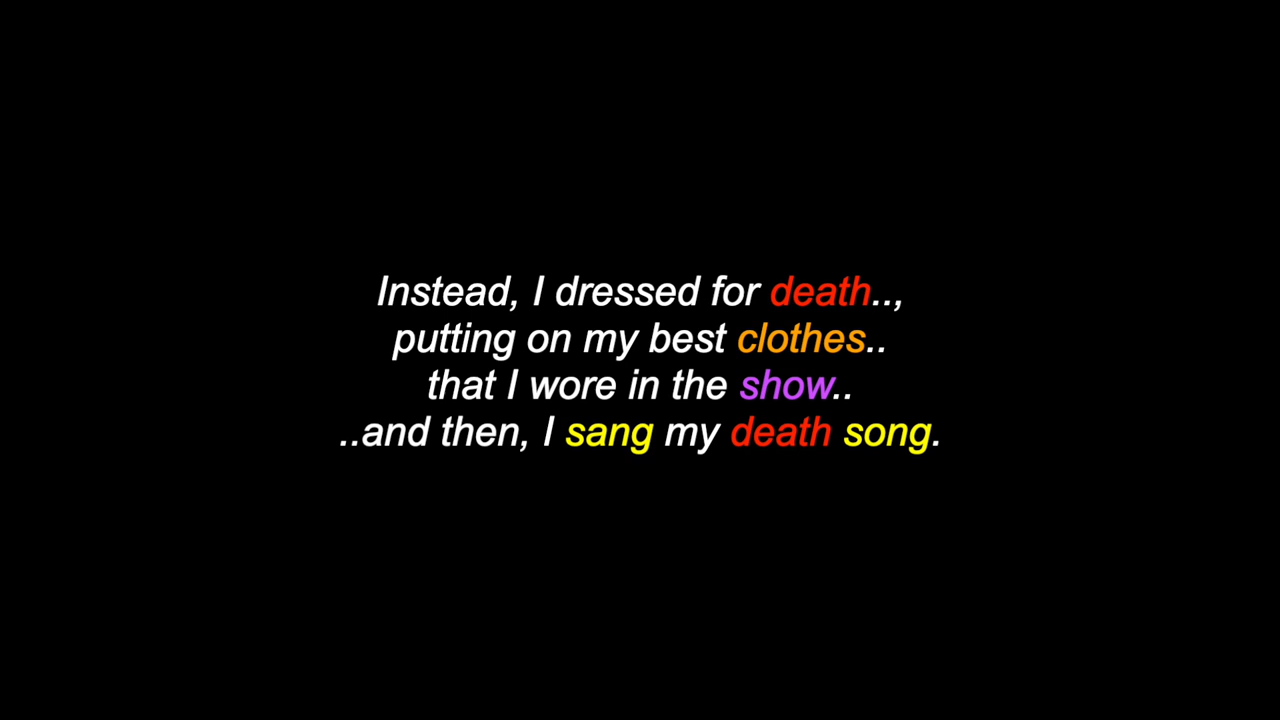 Instead, I dressed for death..,
putting on my best clothes..
that I wore in the show..
..and then, I sang my death song.